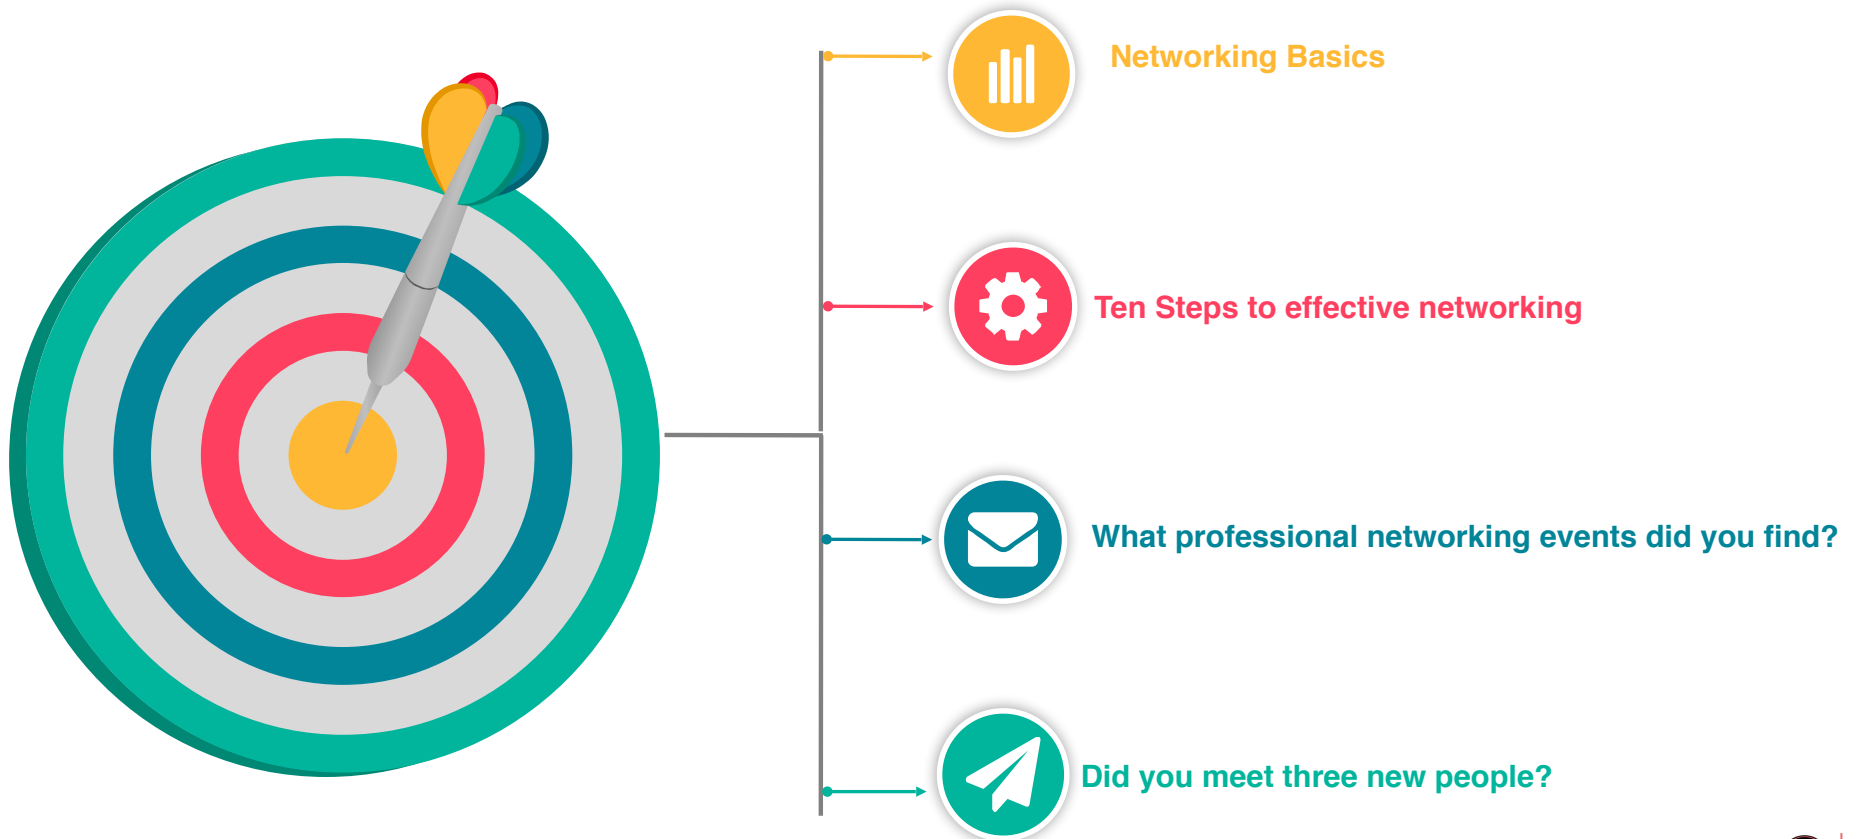 Networking Basics
Ten Steps to effective networking
What professional networking events did you find?
Did you meet three new people?